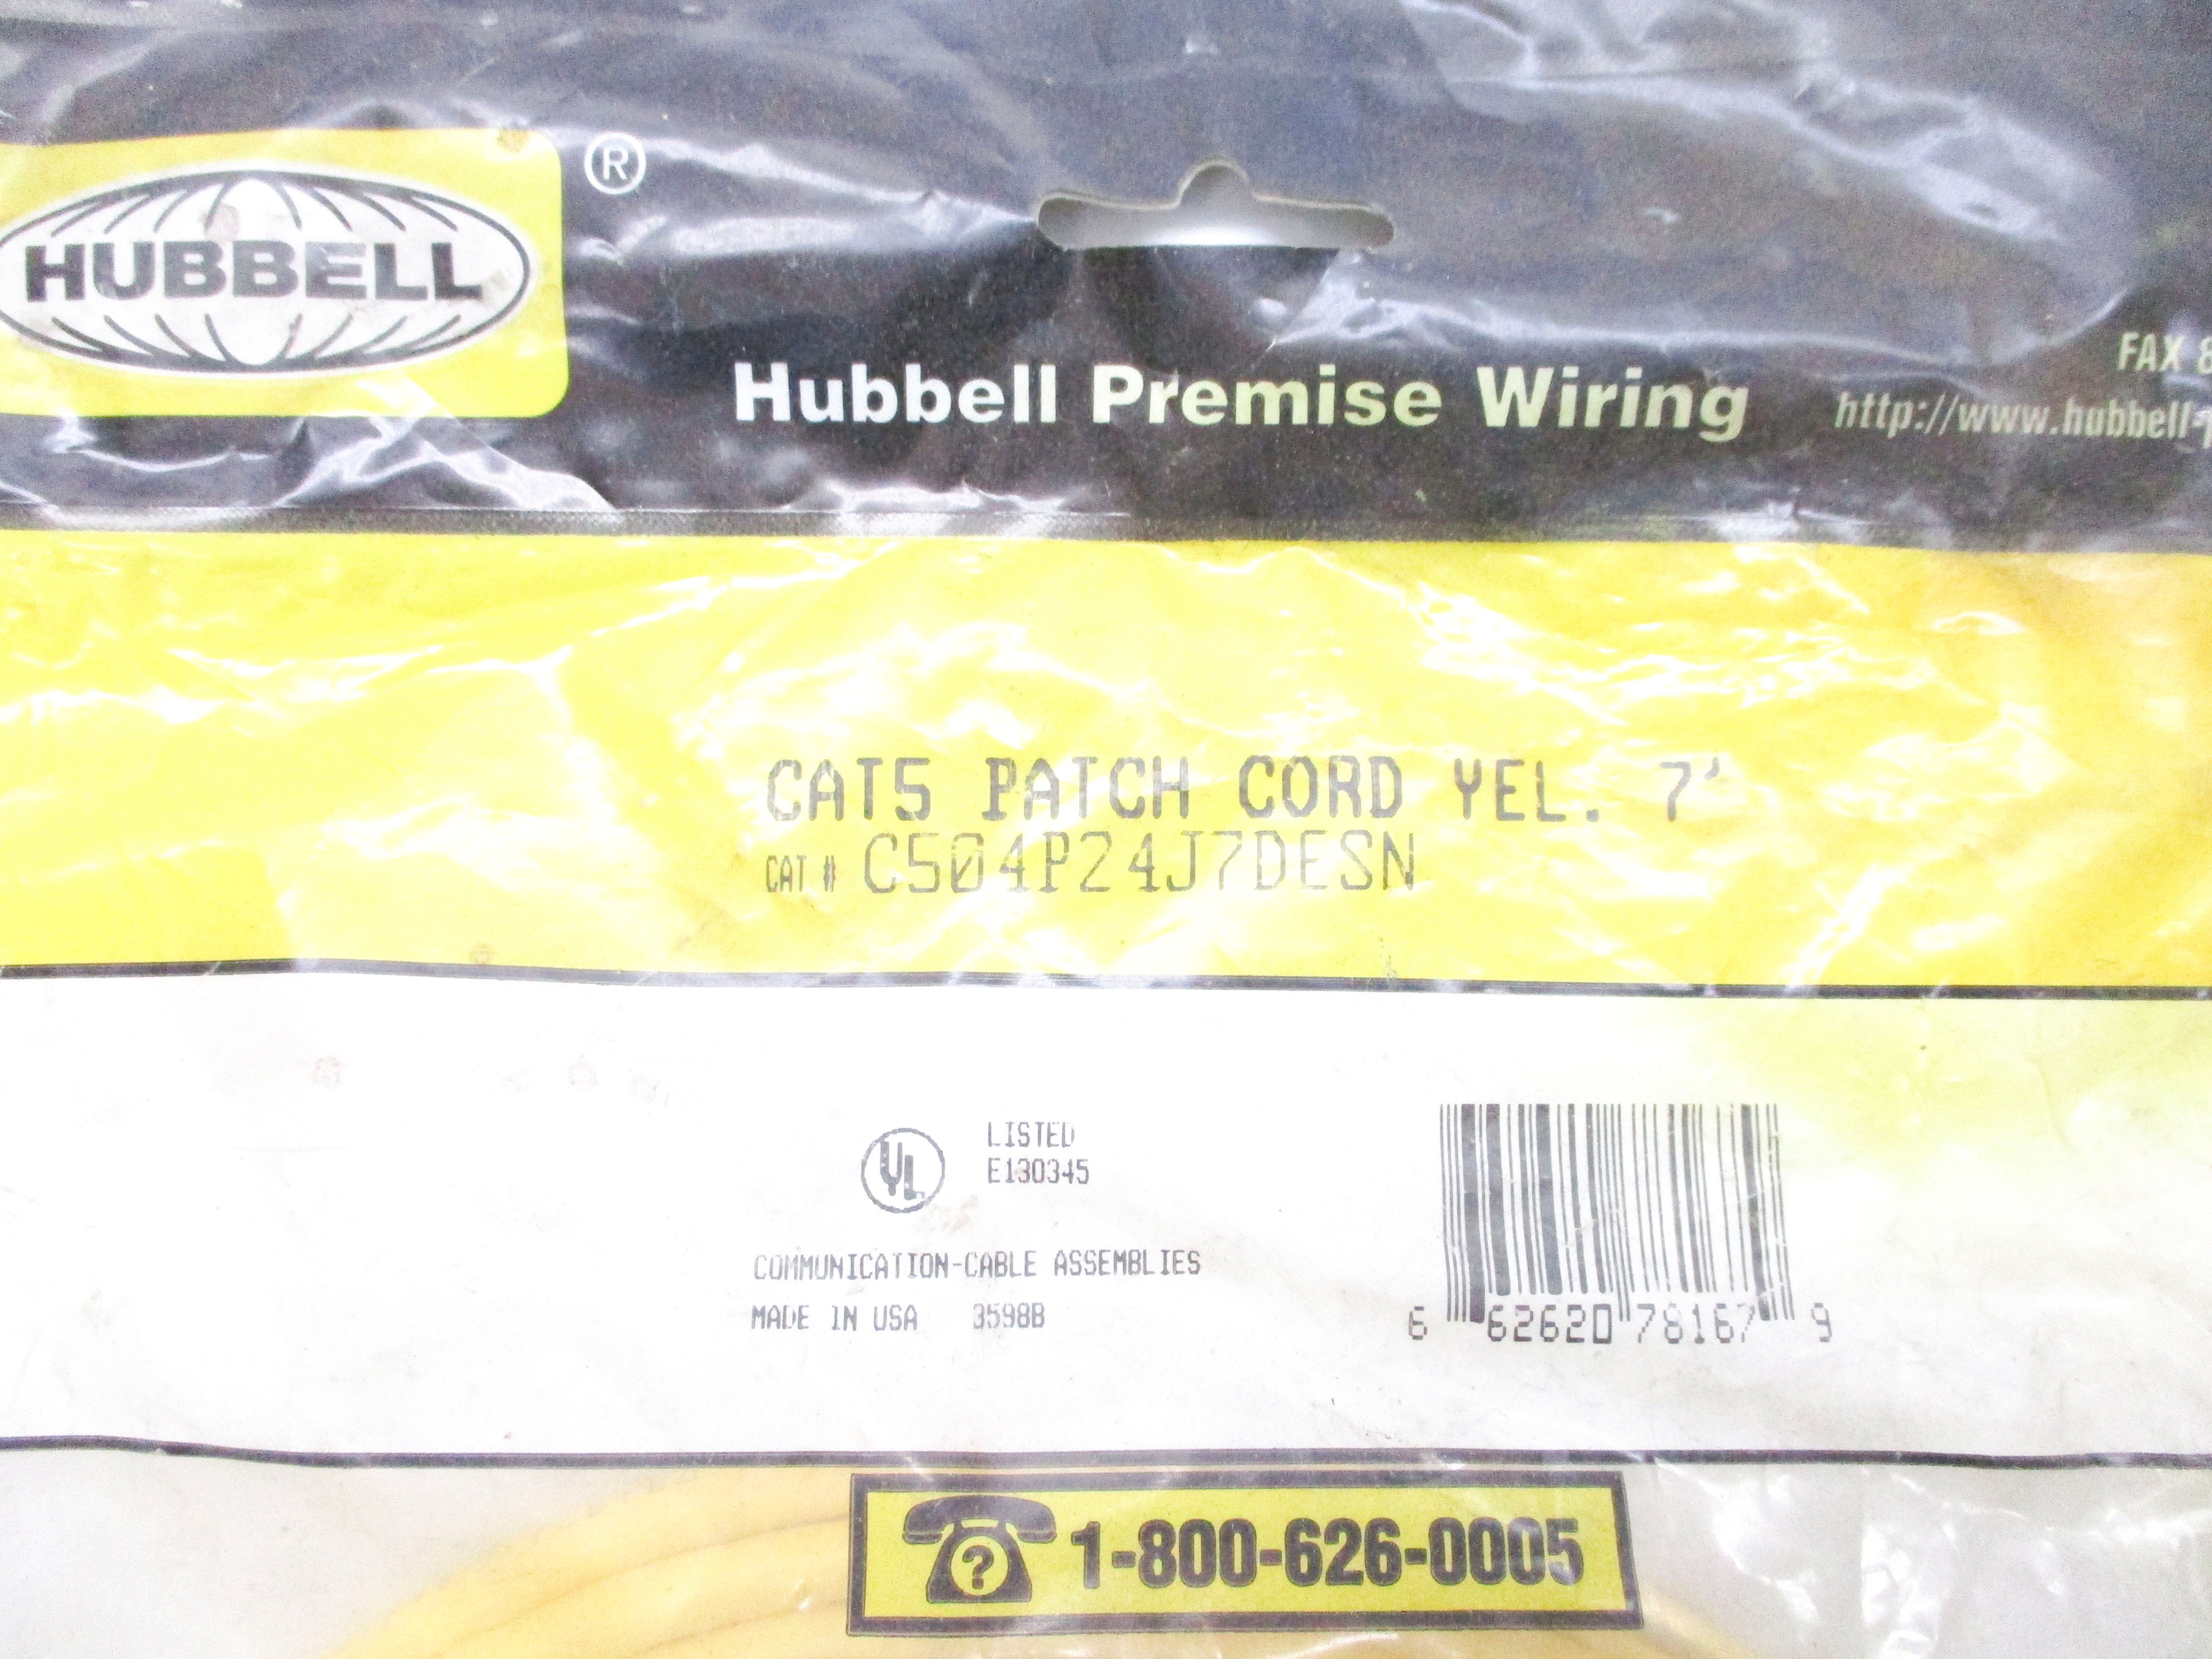 HUBBELL ®
Hubbell Premise Wiring
FAX 8
http://www.hubbell-
CAT5 PATCH CORD YEL. 7'
CAT # C504P24J7DESN
UL
LISTED
E130345
COMMUNICATION-CABLE ASSEMBLIES
MADE IN USA 3598B
6 62620 78167 9
? 1-800-626-0005